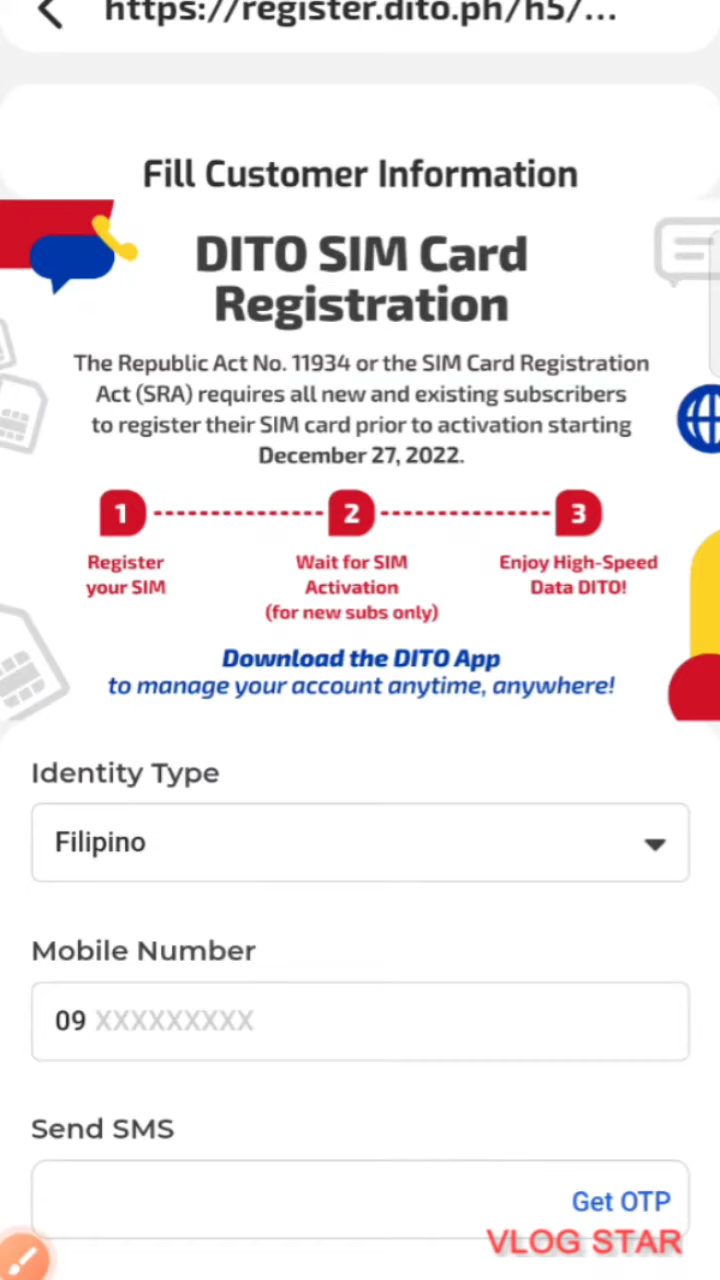 https://register.dito.ph/h5/...
Fill Customer Information
DITO SIM Card
Registration
The Republic Act No. 11934 or the SIM Card Registration
Act (SRA) requires all new and existing subscribers
to register their SIM card prior to activation starting
December 27, 2022.
1 2 3
Register
your SIM
Wait for SIM
Activation
(for new subs only)
Enjoy High-Speed
Data DITO!
Download the DITO App
to manage your account anytime, anywhere!
Identity Type
Filipino
Mobile Number
09 XXXXXXXXX
Send SMS
Get OTP
VLOG STAR